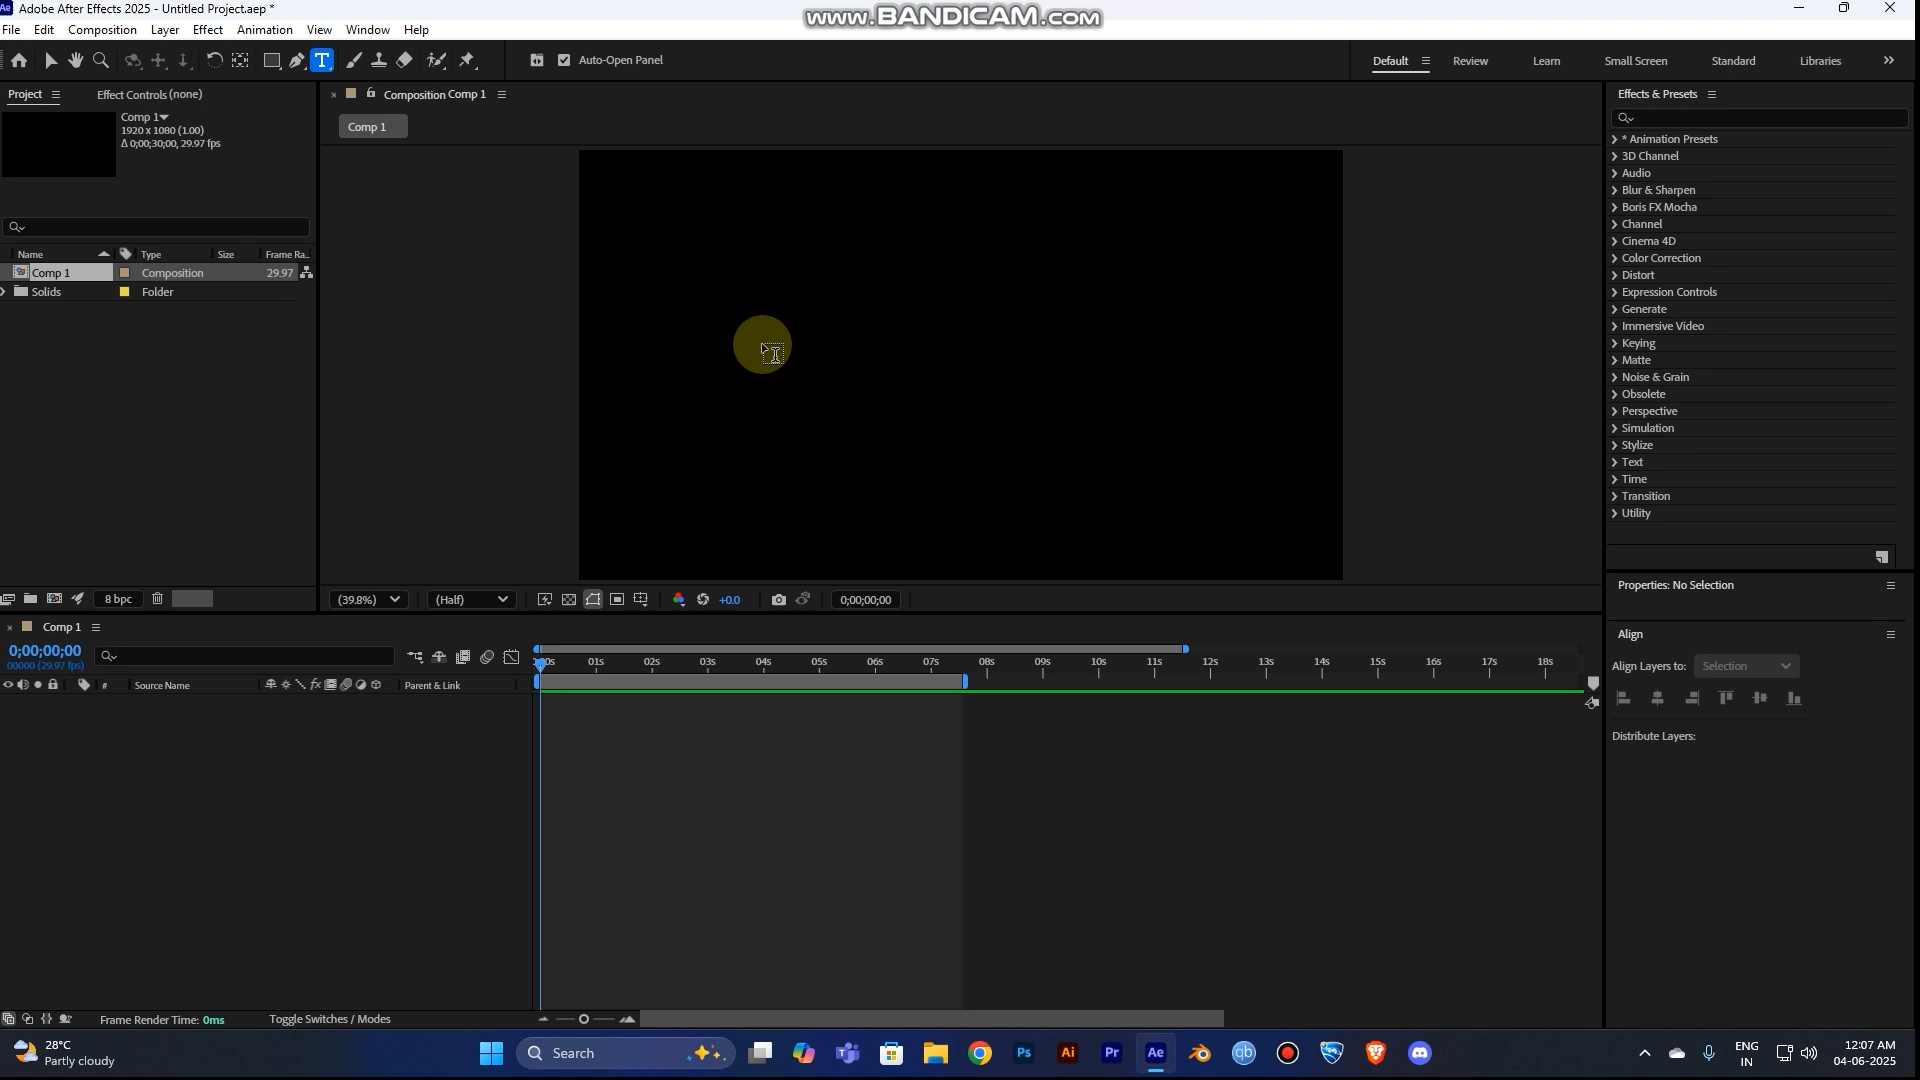 Ae Adobe After Effects 2025 - Untitled Project.aep *
www.BANDICAM.com
File Edit Composition Layer Effect Animation View Window Help
T Auto-Open Panel Default Review Learn Small Screen Standard Libraries
Project Effect Controls (none)
Composition Comp 1
Effects & Presets
Comp 1
1920 x 1080 (1.00)
Δ 0;00;30;00, 29.97 fps
Comp 1
Name Type Size Frame Ra..
Comp 1 Composition 29.97
Solids Folder
* Animation Presets
3D Channel
Audio
Blur & Sharpen
Boris FX Mocha
Channel
Cinema 4D
Color Correction
Distort
Expression Controls
Generate
Immersive Video
Keying
Matte
Noise & Grain
Obsolete
Perspective
Simulation
Stylize
Text
Time
Transition
Utility
8 bpc
(39.8%) (Half) +0.0 0;00;00;00
Properties: No Selection
Comp 1
0;00;00;00
00000 (29.97 fps)
:00s 01s 02s 03s 04s 05s 06s 07s 08s 09s 10s 11s 12s 13s 14s 15s 16s 17s 18s
# Source Name fx Parent & Link
Align
Align Layers to: Selection
Distribute Layers:
Frame Render Time: 0ms Toggle Switches / Modes
28°C
Partly cloudy
Search
Ps Ai Pr Ae qb
ENG
IN
12:07 AM
04-06-2025